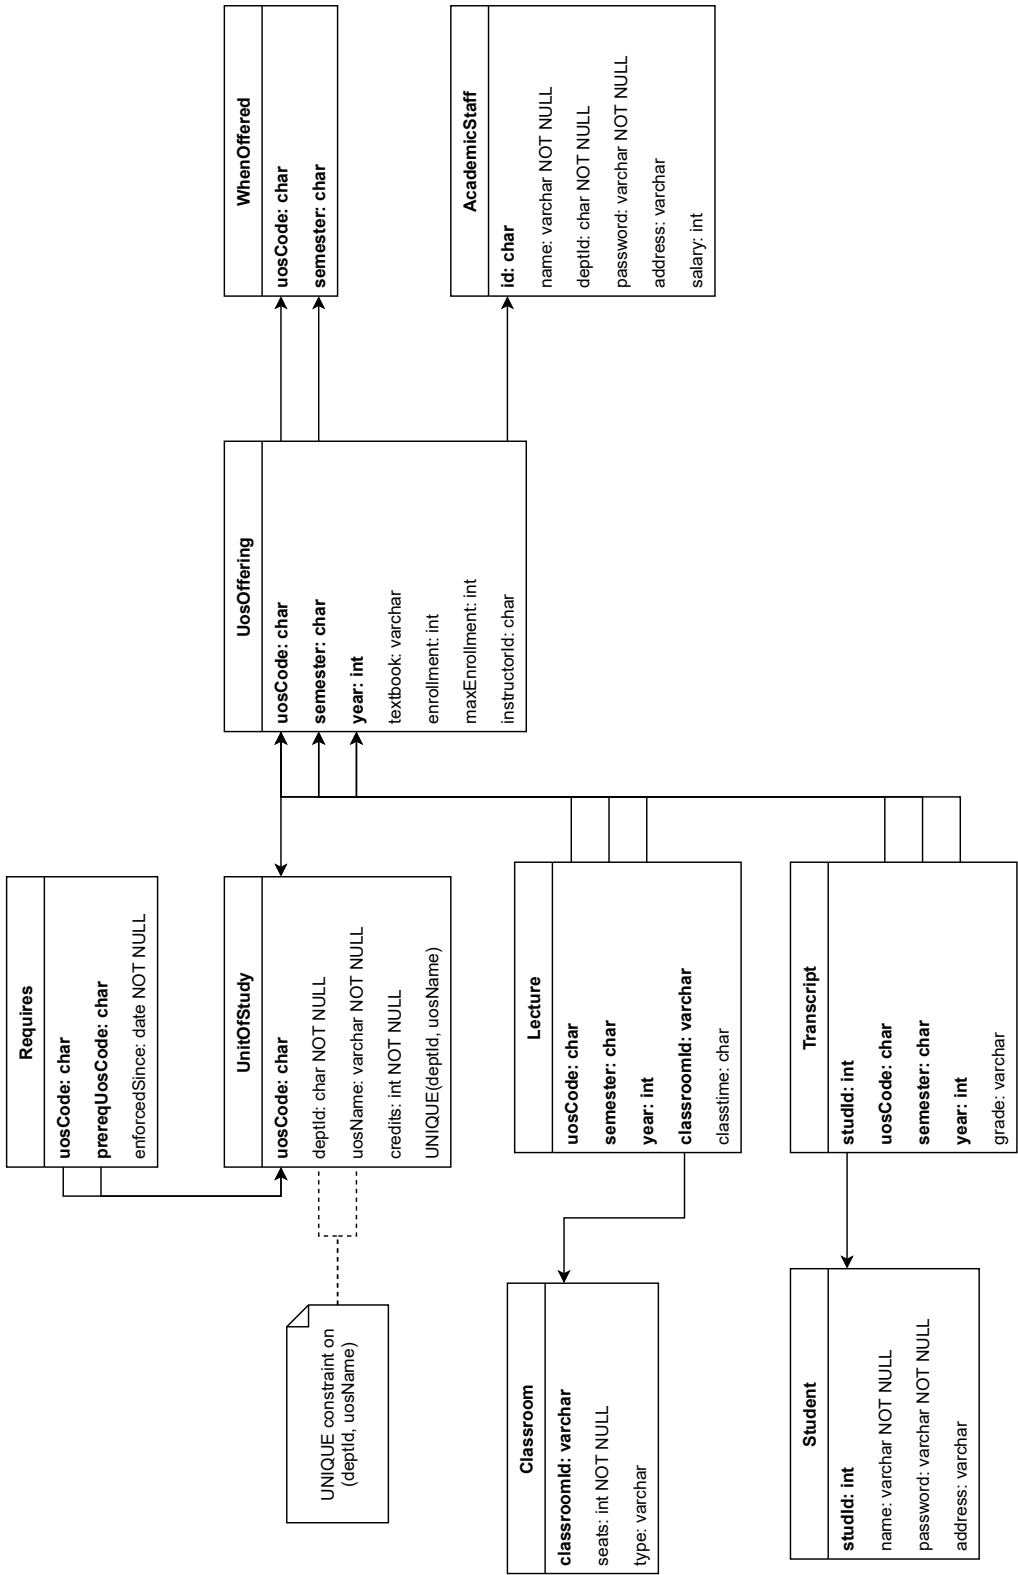 Requires
uosCode: char
prereqUosCode: char
enforcedSince: date NOT NULL
UNIQUE constraint on
(deptId, uosName)
UnitOfStudy
uosCode: char
deptId: char NOT NULL
uosName: varchar NOT NULL
credits: int NOT NULL
UNIQUE(deptId, uosName)
UosOffering
uosCode: char
semester: char
year: int
textbook: varchar
enrollment: int
maxEnrollment: int
instructorId: char
WhenOffered
uosCode: char
semester: char
AcademicStaff
id: char
name: varchar NOT NULL
deptId: char NOT NULL
password: varchar NOT NULL
address: varchar
salary: int
Classroom
classroomId: varchar
seats: int NOT NULL
type: varchar
Lecture
uosCode: char
semester: char
year: int
classroomId: varchar
classtime: char
Student
studId: int
name: varchar NOT NULL
password: varchar NOT NULL
address: varchar
Transcript
studId: int
uosCode: char
semester: char
year: int
grade: varchar